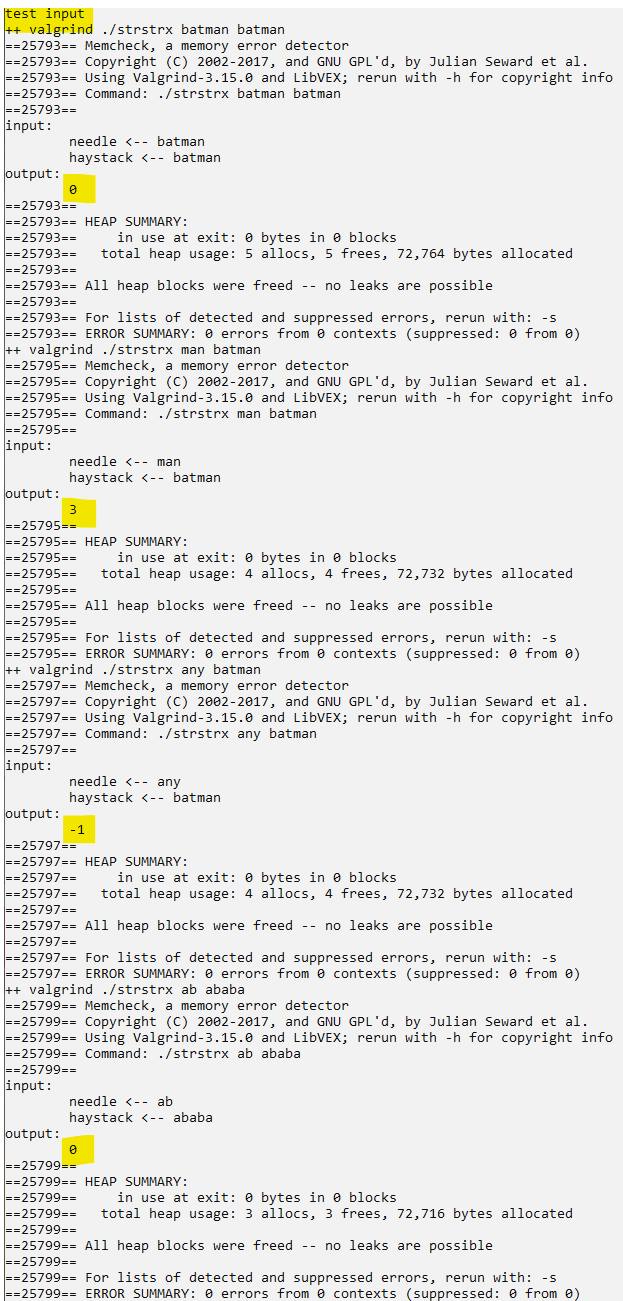 test input
++ valgrind ./strstrx batman batman
==25793== Memcheck, a memory error detector
==25793== Copyright (C) 2002-2017, and GNU GPL'd, by Julian Seward et al.
==25793== Using Valgrind-3.15.0 and LibVEX; rerun with -h for copyright info
==25793== Command: ./strstrx batman batman
==25793==
input:
        needle <-- batman
        haystack <-- batman
output:
        0
==25793==
==25793== HEAP SUMMARY:
==25793==     in use at exit: 0 bytes in 0 blocks
==25793==   total heap usage: 5 allocs, 5 frees, 72,764 bytes allocated
==25793==
==25793== All heap blocks were freed -- no leaks are possible
==25793==
==25793== For lists of detected and suppressed errors, rerun with: -s
==25793== ERROR SUMMARY: 0 errors from 0 contexts (suppressed: 0 from 0)
++ valgrind ./strstrx man batman
==25795== Memcheck, a memory error detector
==25795== Copyright (C) 2002-2017, and GNU GPL'd, by Julian Seward et al.
==25795== Using Valgrind-3.15.0 and LibVEX; rerun with -h for copyright info
==25795== Command: ./strstrx man batman
==25795==
input:
        needle <-- man
        haystack <-- batman
output:
        3
==25795==
==25795== HEAP SUMMARY:
==25795==     in use at exit: 0 bytes in 0 blocks
==25795==   total heap usage: 4 allocs, 4 frees, 72,732 bytes allocated
==25795==
==25795== All heap blocks were freed -- no leaks are possible
==25795==
==25795== For lists of detected and suppressed errors, rerun with: -s
==25795== ERROR SUMMARY: 0 errors from 0 contexts (suppressed: 0 from 0)
++ valgrind ./strstrx any batman
==25797== Memcheck, a memory error detector
==25797== Copyright (C) 2002-2017, and GNU GPL'd, by Julian Seward et al.
==25797== Using Valgrind-3.15.0 and LibVEX; rerun with -h for copyright info
==25797== Command: ./strstrx any batman
==25797==
input:
        needle <-- any
        haystack <-- batman
output:
        -1
==25797==
==25797== HEAP SUMMARY:
==25797==     in use at exit: 0 bytes in 0 blocks
==25797==   total heap usage: 4 allocs, 4 frees, 72,732 bytes allocated
==25797==
==25797== All heap blocks were freed -- no leaks are possible
==25797==
==25797== For lists of detected and suppressed errors, rerun with: -s
==25797== ERROR SUMMARY: 0 errors from 0 contexts (suppressed: 0 from 0)
++ valgrind ./strstrx ab ababa
==25799== Memcheck, a memory error detector
==25799== Copyright (C) 2002-2017, and GNU GPL'd, by Julian Seward et al.
==25799== Using Valgrind-3.15.0 and LibVEX; rerun with -h for copyright info
==25799== Command: ./strstrx ab ababa
==25799==
input:
        needle <-- ab
        haystack <-- ababa
output:
        0
==25799==
==25799== HEAP SUMMARY:
==25799==     in use at exit: 0 bytes in 0 blocks
==25799==   total heap usage: 3 allocs, 3 frees, 72,716 bytes allocated
==25799==
==25799== All heap blocks were freed -- no leaks are possible
==25799==
==25799== For lists of detected and suppressed errors, rerun with: -s
==25799== ERROR SUMMARY: 0 errors from 0 contexts (suppressed: 0 from 0)